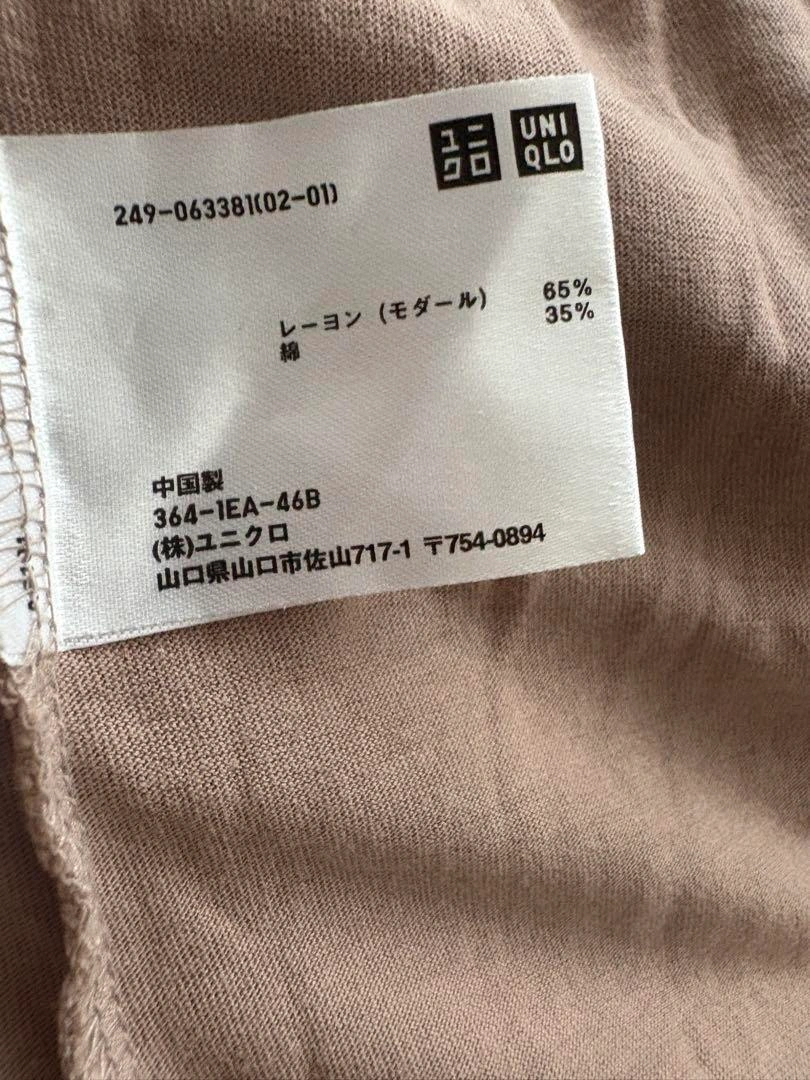 ユニクロ
UNIQLO
249-063381(02-01)
レーヨン (モダール) 65%
綿 35%
中国製
364-1EA-46B
(株)ユニクロ
山口県山口市佐山717-1 〒754-0894